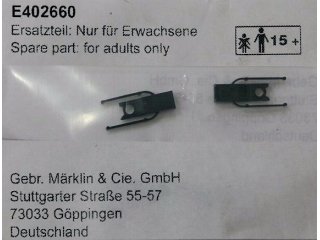 E402660
Ersatzteil: Nur für Erwachsene
Spare part: for adults only
15 +
Gebr. Märklin & Cie. GmbH
Stuttgarter Straße 55-57
73033 Göppingen
Deutschland